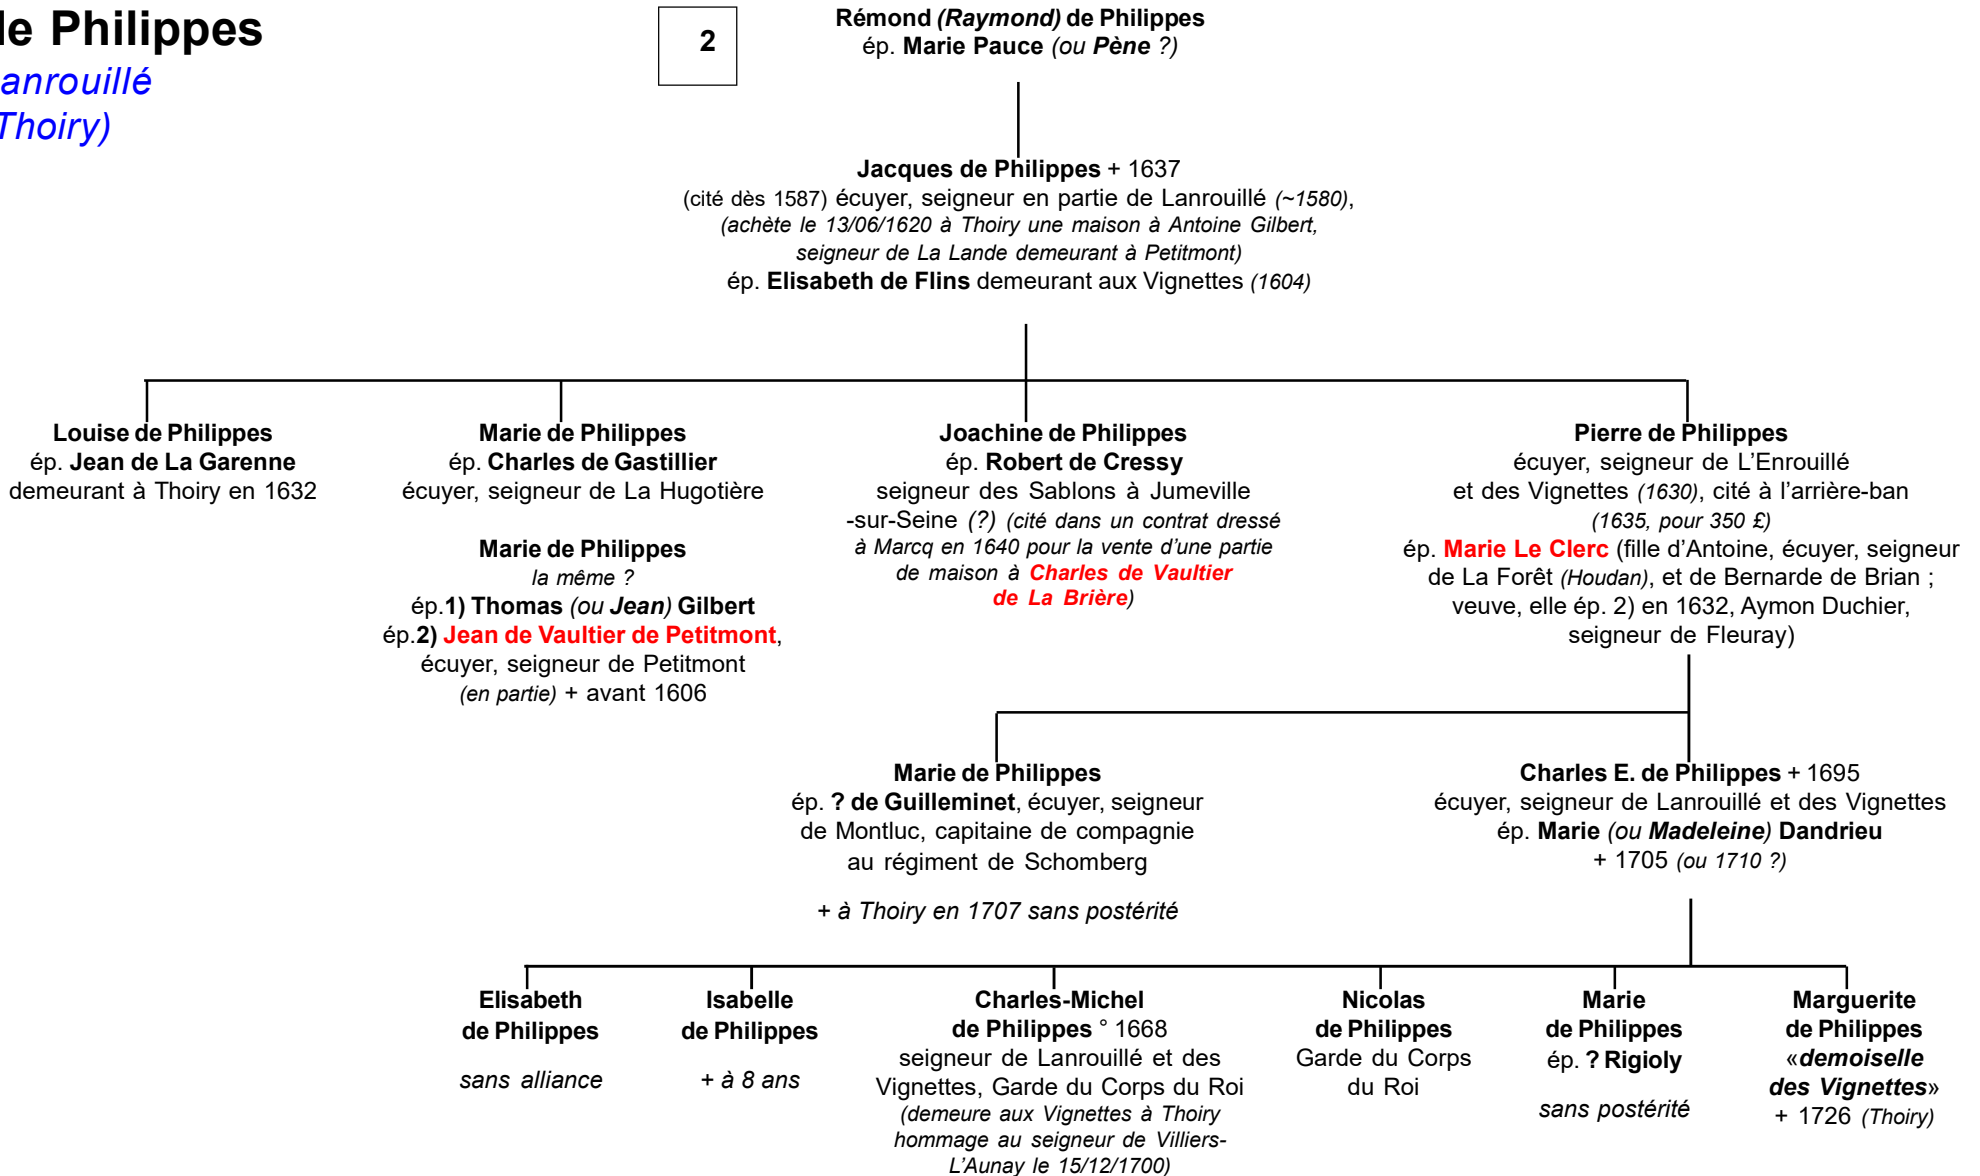 de Philippes
anrouillé
Thoiry)
2
Rémond (Raymond) de Philippes
ép. Marie Pauce (ou Pène ?)
Jacques de Philippes + 1637
(cité dès 1587) écuyer, seigneur en partie de Lanrouillé (~1580),
(achète le 13/06/1620 à Thoiry une maison à Antoine Gilbert,
seigneur de La Lande demeurant à Petitmont)
ép. Elisabeth de Flins demeurant aux Vignettes (1604)
Louise de Philippes
ép. Jean de La Garenne
demeurant à Thoiry en 1632
Marie de Philippes
ép. Charles de Gastillier
écuyer, seigneur de La Hugotière
Marie de Philippes
la même ?
ép.1) Thomas (ou Jean) Gilbert
ép.2) Jean de Vaultier de Petitmont,
écuyer, seigneur de Petitmont
(en partie) + avant 1606
Joachine de Philippes
ép. Robert de Cressy
seigneur des Sablons à Jumeville
-sur-Seine (?) (cité dans un contrat dressé
à Marcq en 1640 pour la vente d'une partie
de maison à Charles de Vaultier
de La Brière)
Pierre de Philippes
écuyer, seigneur de L'Enrouillé
et des Vignettes (1630), cité à l'arrière-ban
(1635, pour 350 £)
ép. Marie Le Clerc (fille d'Antoine, écuyer, seigneur
de La Forêt (Houdan), et de Bernarde de Brian ;
veuve, elle ép. 2) en 1632, Aymon Duchier,
seigneur de Fleuray)
Marie de Philippes
ép. ? de Guilleminet, écuyer, seigneur
de Montluc, capitaine de compagnie
au régiment de Schomberg
+ à Thoiry en 1707 sans postérité
Charles E. de Philippes + 1695
écuyer, seigneur de Lanrouillé et des Vignettes
ép. Marie (ou Madeleine) Dandrieu
+ 1705 (ou 1710 ?)
Elisabeth
de Philippes
sans alliance
Isabelle
de Philippes
+ à 8 ans
Charles-Michel
de Philippes ° 1668
seigneur de Lanrouillé et des
Vignettes, Garde du Corps du Roi
(demeure aux Vignettes à Thoiry
hommage au seigneur de Villiers-
L'Aunay le 15/12/1700)
Nicolas
de Philippes
Garde du Corps
du Roi
Marie
de Philippes
ép. ? Rigioly
sans postérité
Marguerite
de Philippes
«demoiselle
des Vignettes»
+ 1726 (Thoiry)